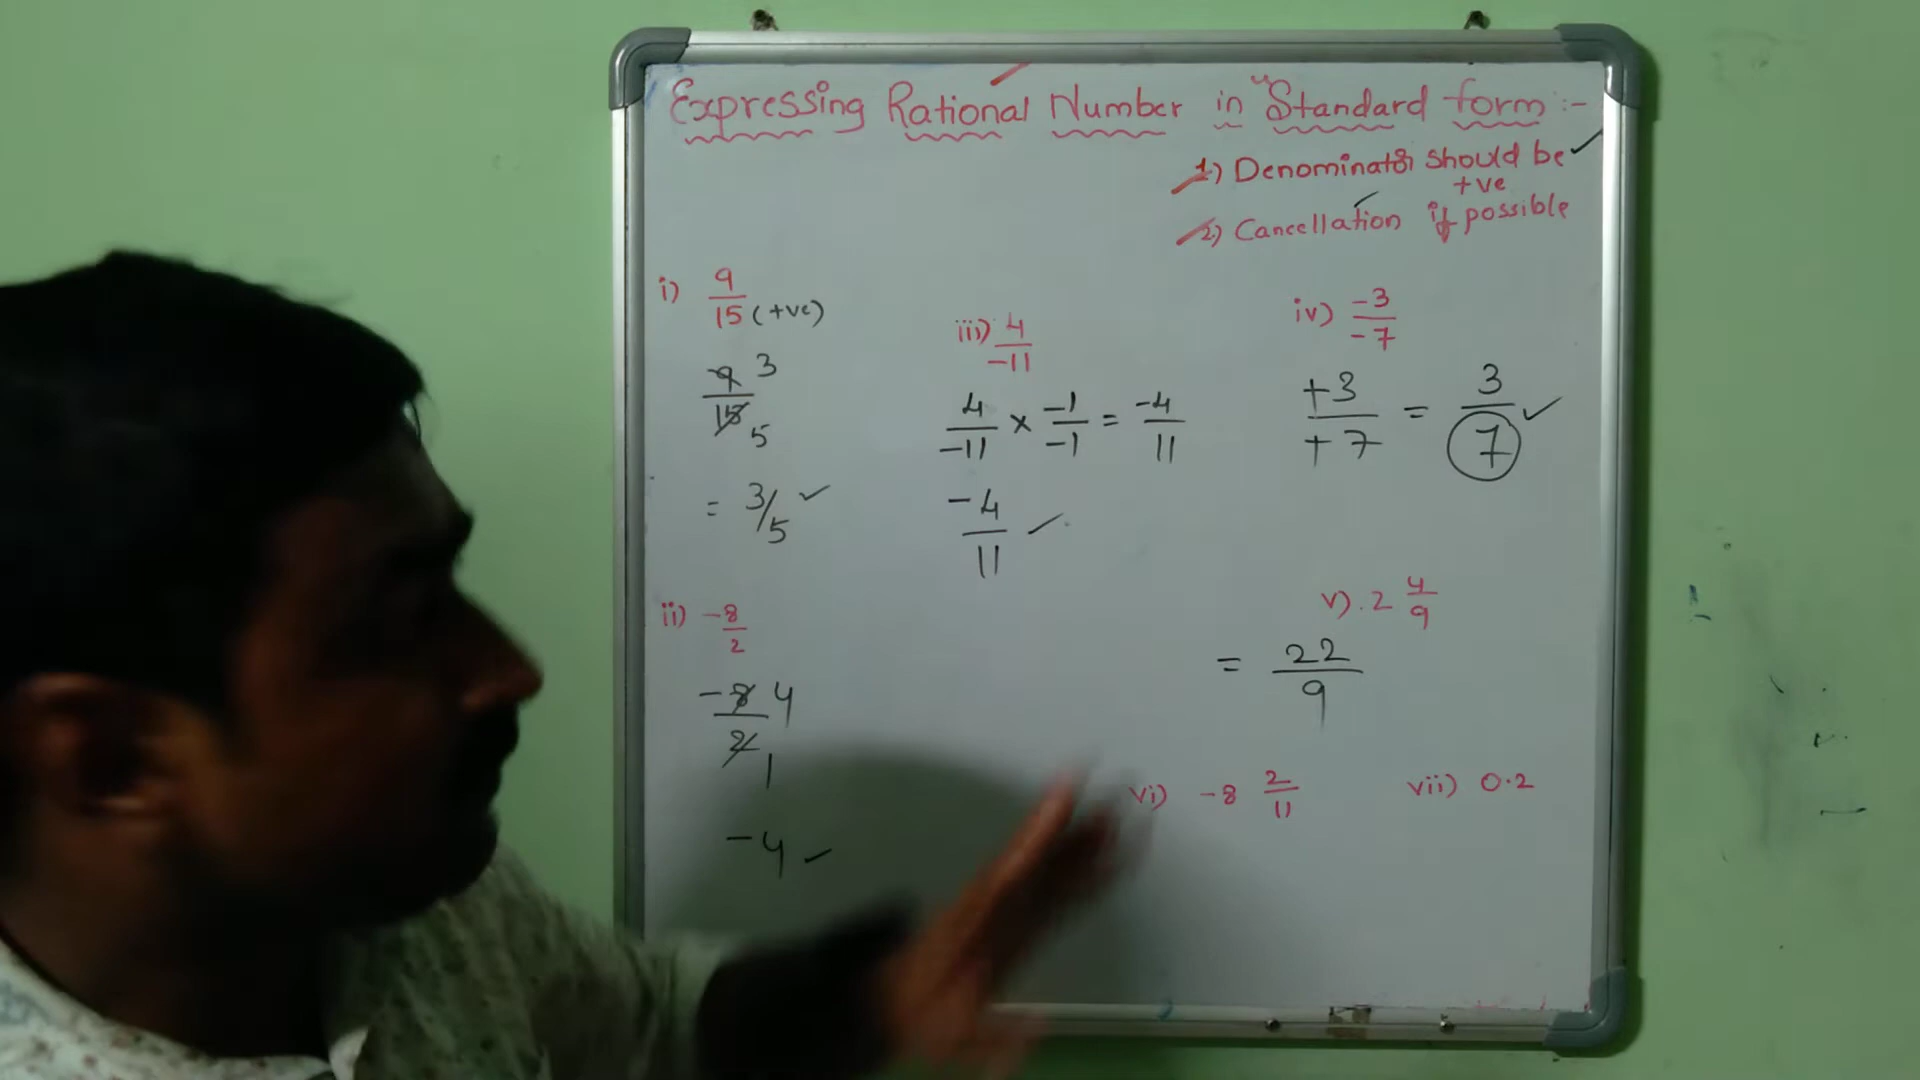 Expressing Rational Number in "Standard form :-
1) Denominator should be
+ve
2) Cancellation if possible
i) 9/15 (+ve)
9/15 3 5
= 3/5 ✓
ii) -8/2
-8/2 4 1
-4 ✓
iii) 4/-11
4/-11 × -1/-1 = -4/11
-4/11 ✓
iv) -3/-7
+3/+7 = 3/7 ✓
v). 2 4/9
= 22/9
vi) -8 2/11
vii) 0.2